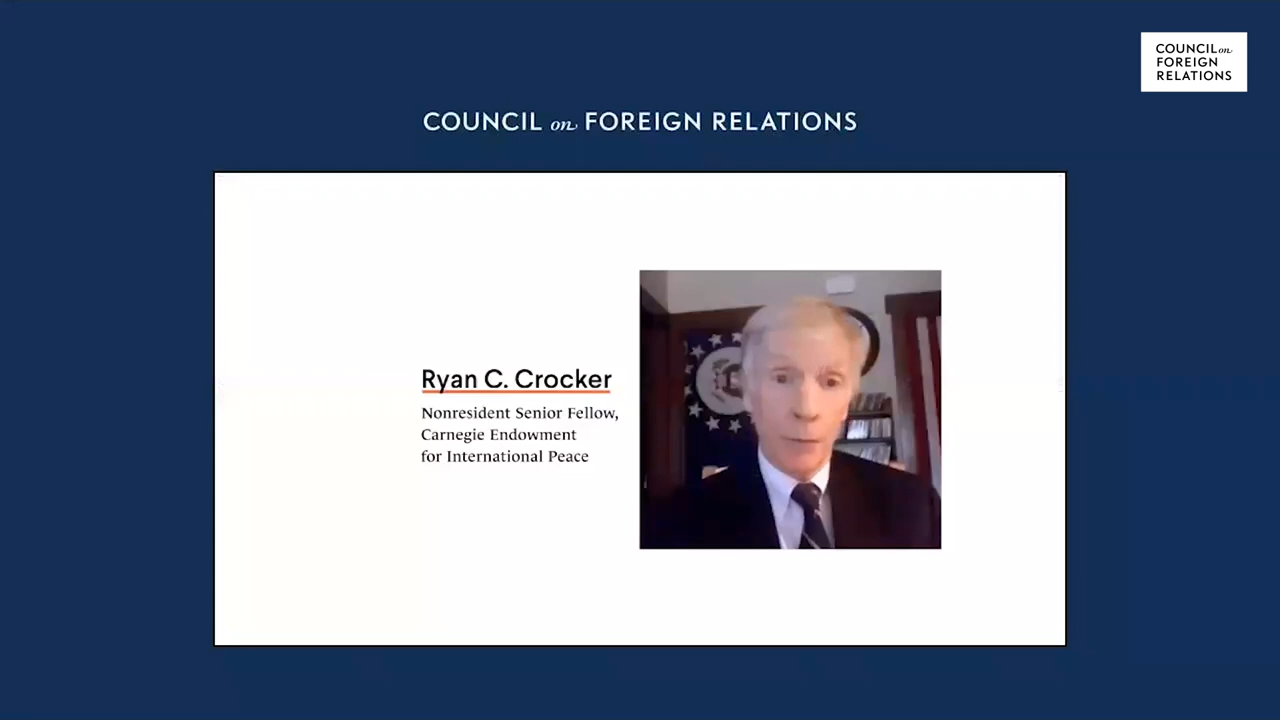 COUNCIL on
FOREIGN
RELATIONS
COUNCIL on FOREIGN RELATIONS
Ryan C. Crocker
Nonresident Senior Fellow,
Carnegie Endowment
for International Peace